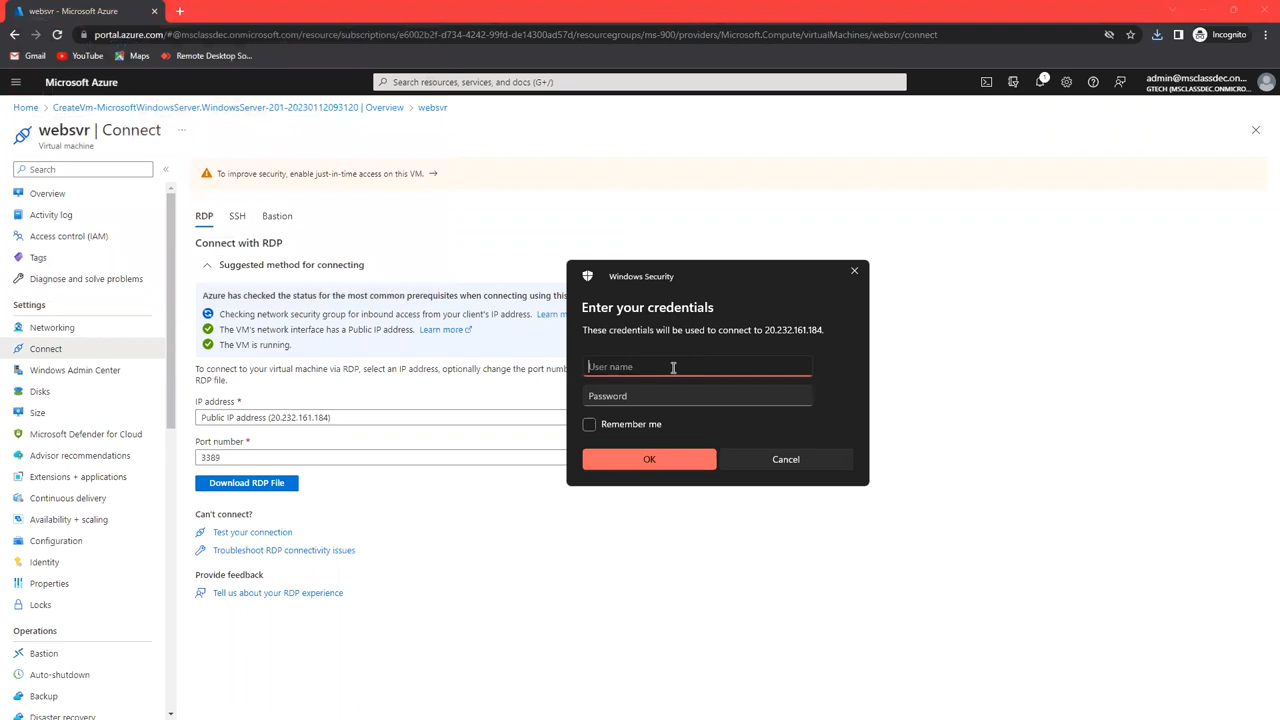 websvr - Microsoft Azure
portal.azure.com/#@msclassdec.onmicrosoft.com/resource/subscriptions/e6002b2f-d734-4242-99fd-de14300ad57d/resourcegroups/ms-900/providers/Microsoft.Compute/virtualMachines/websvr/connect
Incognito
Gmail
YouTube
Maps
Remote Desktop So...
Microsoft Azure
Search resources, services, and docs (G+/)
1
admin@msclassdec.on...
GTECH (MSCLASSDEC.ONMICRO...
Home > CreateVm-MicrosoftWindowsServer.WindowsServer-201-20230112093120 | Overview > websvr
websvr | Connect ...
Virtual machine
Search
«
Overview
Activity log
Access control (IAM)
Tags
Diagnose and solve problems
Settings
Networking
Connect
Windows Admin Center
Disks
Size
Microsoft Defender for Cloud
Advisor recommendations
Extensions + applications
Continuous delivery
Availability + scaling
Configuration
Identity
Properties
Locks
Operations
Bastion
Auto-shutdown
Backup
Disaster recovery
To improve security, enable just-in-time access on this VM. →
RDP
SSH
Bastion
Connect with RDP
Suggested method for connecting
Azure has checked the status for the most common prerequisites when connecting using this
Checking network security group for inbound access from your client's IP address. Learn m
The VM's network interface has a Public IP address. Learn more
The VM is running.
To connect to your virtual machine via RDP, select an IP address, optionally change the port numb
RDP file.
IP address *
Public IP address (20.232.161.184)
Port number *
3389
Download RDP File
Can't connect?
Test your connection
Troubleshoot RDP connectivity issues
Provide feedback
Tell us about your RDP experience
Windows Security
Enter your credentials
These credentials will be used to connect to 20.232.161.184.
User name
Password
Remember me
OK
Cancel